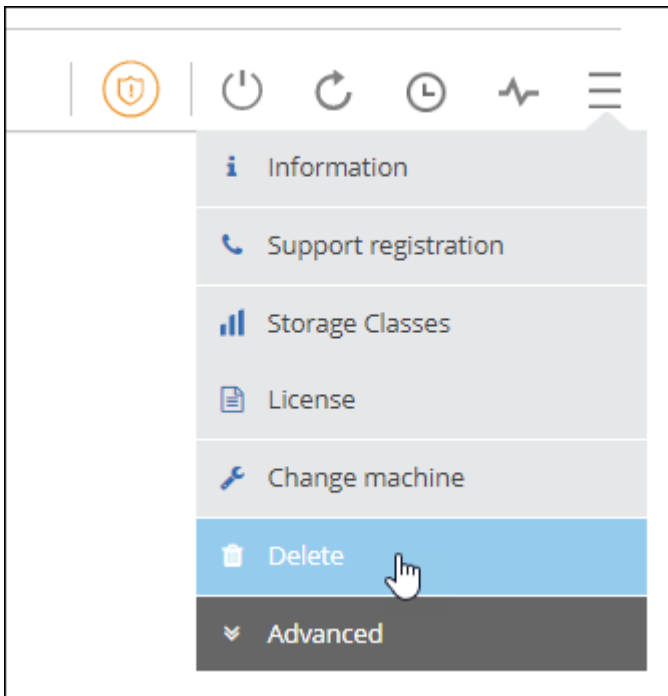 Information
Support registration
Storage Classes
License
Change machine
Delete
Advanced